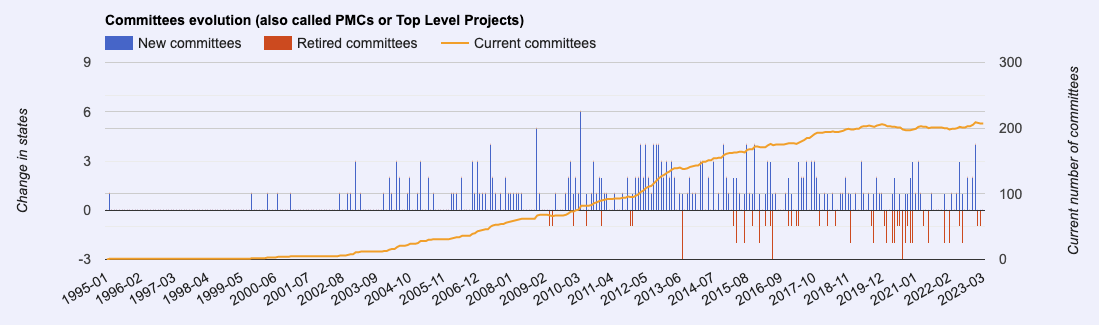 Committees evolution (also called PMCs or Top Level Projects)
New committees Retired committees Current committees
9 300
6
200
3
100
0
-3 0
Change in states
Current number of committees
1995-01 1996-02 1997-03 1998-04 1999-05 2000-06 2001-07 2002-08 2003-09 2004-10 2005-11 2006-12 2008-01 2009-02 2010-03 2011-04 2012-05 2013-06 2014-07 2015-08 2016-09 2017-10 2018-11 2019-12 2021-01 2022-02 2023-03